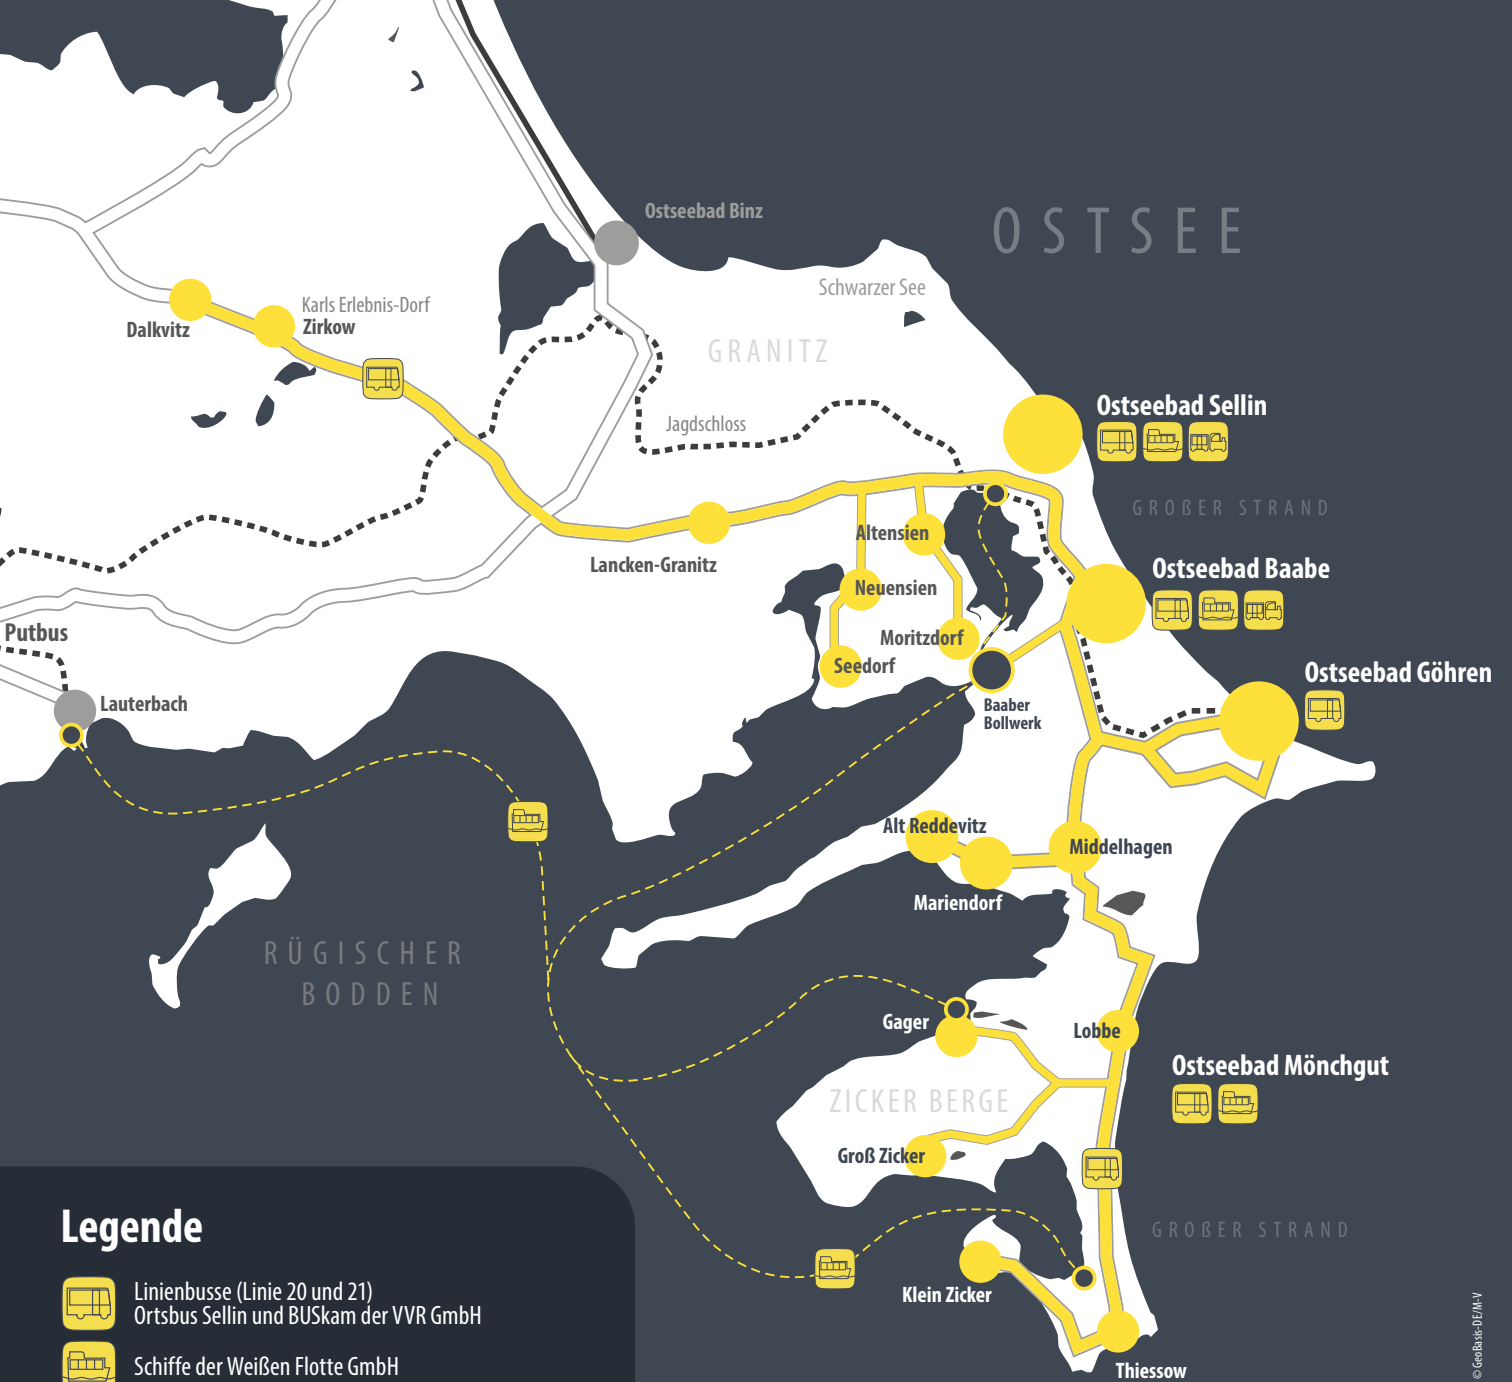 Ostseebad Binz
OSTSEE
Schwarzer See
Karls Erlebnis-Dorf
Zirkow
Dalkvitz
GRANITZ
Jagdschloss
Ostseebad Sellin
GROßER STRAND
Altensien
Lancken-Granitz
Ostseebad Baabe
Neuensien
Putbus
Moritzdorf
Seedorf
Ostseebad Göhren
Lauterbach
Baaber
Bollwerk
Alt Reddevitz
Middelhagen
Mariendorf
RÜGISCHER
BODDEN
Gager
Lobbe
Ostseebad Mönchgut
ZICKER BERGE
Groß Zicker
GROßER STRAND
Klein Zicker
Thiessow
Legende
Linienbusse (Linie 20 und 21)
Ortsbus Sellin und BUSkam der VVR GmbH
Schiffe der Weißen Flotte GmbH
© GeoBasis-DE/M-V